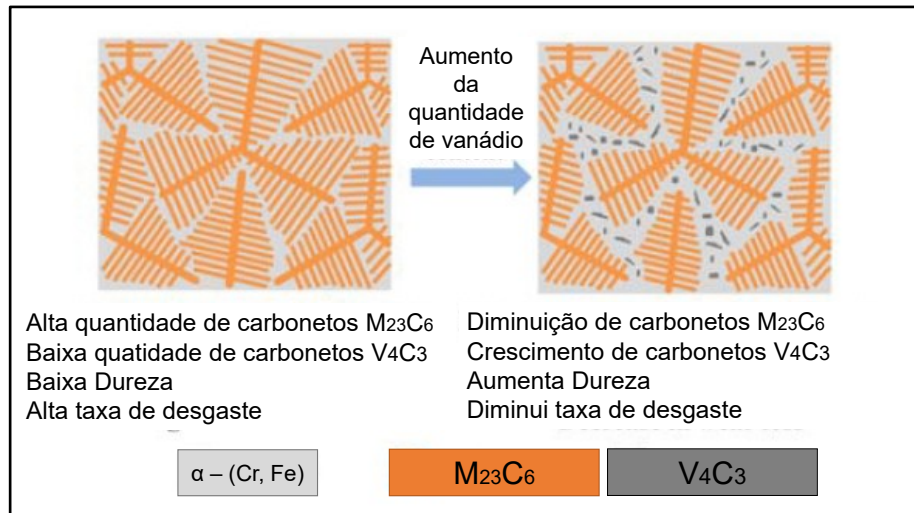 Aumento
da
quantidade
de vanádio
Alta quantidade de carbonetos M23C6
Baixa quatidade de carbonetos V4C3
Baixa Dureza
Alta taxa de desgaste
Diminuição de carbonetos M23C6
Crescimento de carbonetos V4C3
Aumenta Dureza
Diminui taxa de desgaste
α – (Cr, Fe)
M23C6
V4C3